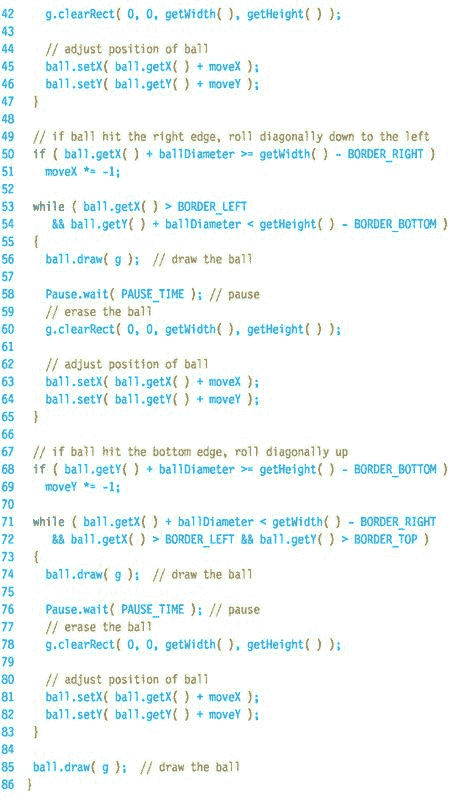 42 g.clearRect( 0, 0, getWidth( ), getHeight( ) );
43
44 // adjust position of ball
45 ball.setX( ball.getX( ) + moveX );
46 ball.setY( ball.getY( ) + moveY );
47 }
48
49 // if ball hit the right edge, roll diagonally down to the left
50 if ( ball.getX( ) + ballDiameter >= getWidth( ) - BORDER_RIGHT )
51 moveX *= -1;
52
53 while ( ball.getX( ) > BORDER_LEFT
54 && ball.getY( ) + ballDiameter < getHeight( ) - BORDER_BOTTOM )
55 {
56 ball.draw( g ); // draw the ball
57
58 Pause.wait( PAUSE_TIME ); // pause
59 // erase the ball
60 g.clearRect( 0, 0, getWidth( ), getHeight( ) );
61
62 // adjust position of ball
63 ball.setX( ball.getX( ) + moveX );
64 ball.setY( ball.getY( ) + moveY );
65 }
66
67 // if ball hit the bottom edge, roll diagonally up
68 if ( ball.getY( ) + ballDiameter >= getHeight( ) - BORDER_BOTTOM )
69 moveY *= -1;
70
71 while ( ball.getX( ) + ballDiameter < getWidth( ) - BORDER_RIGHT
72 && ball.getX( ) > BORDER_LEFT && ball.getY( ) > BORDER_TOP )
73 {
74 ball.draw( g ); // draw the ball
75
76 Pause.wait( PAUSE_TIME ); // pause
77 // erase the ball
78 g.clearRect( 0, 0, getWidth( ), getHeight( ) );
79
80 // adjust position of ball
81 ball.setX( ball.getX( ) + moveX );
82 ball.setY( ball.getY( ) + moveY );
83 }
84
85 ball.draw( g ); // draw the ball
86 }